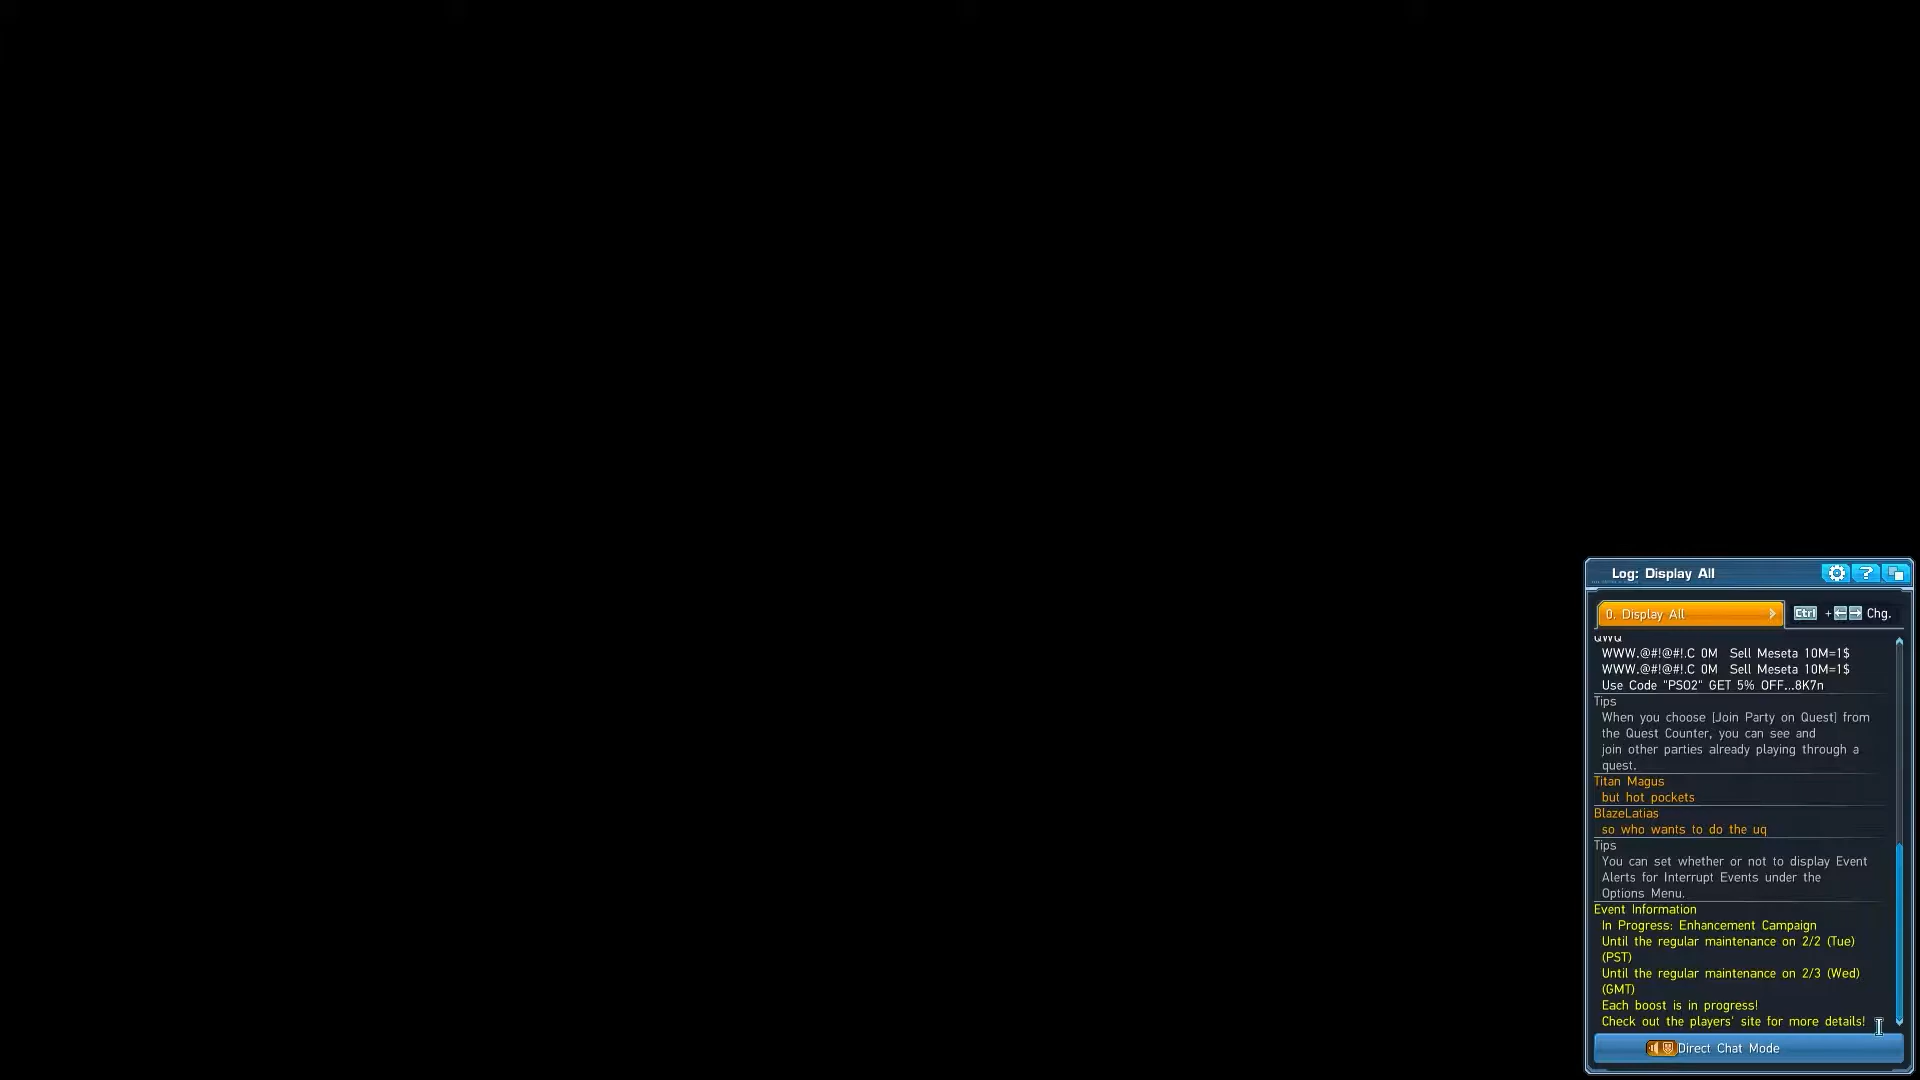 Log: Display All
0. Display All
Ctrl + Chg.
QWQ
WWW.@#!@#!.C 0M Sell Meseta 10M=1$
WWW.@#!@#!.C 0M Sell Meseta 10M=1$
Use Code "PSO2" GET 5% OFF...8K7n
Tips
When you choose [Join Party on Quest] from
the Quest Counter, you can see and
join other parties already playing through a
quest.
Titan Magus
but hot pockets
BlazeLatias
so who wants to do the uq
Tips
You can set whether or not to display Event
Alerts for Interrupt Events under the
Options Menu.
Event Information
In Progress: Enhancement Campaign
Until the regular maintenance on 2/2 (Tue)
(PST)
Until the regular maintenance on 2/3 (Wed)
(GMT)
Each boost is in progress!
Check out the players' site for more details!
Direct Chat Mode